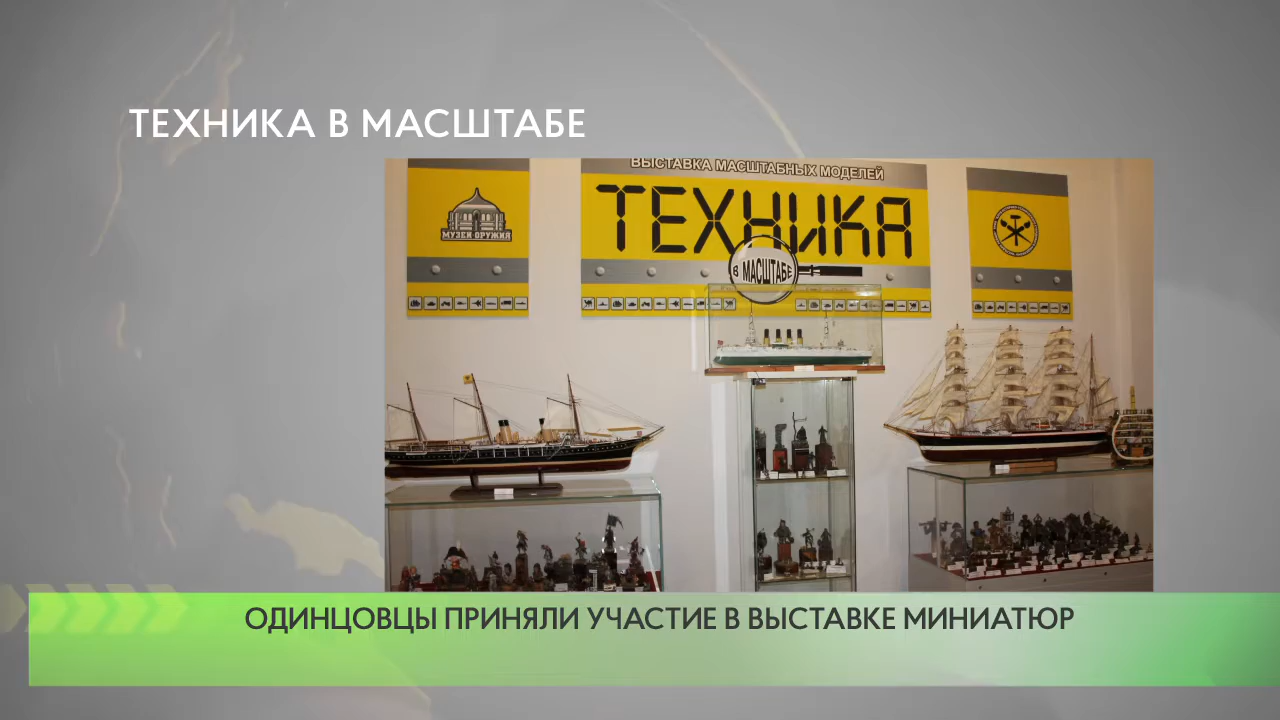 ТЕХНИКА В МАСШТАБЕ
ВЫСТАВКА МАСШТАБНЫХ МОДЕЛЕЙ
ТЕХНИКА
В МАСШТАБЕ
МУЗЕЙ ОРУЖИЯ
ОДИНЦОВЦЫ ПРИНЯЛИ УЧАСТИЕ В ВЫСТАВКЕ МИНИАТЮР